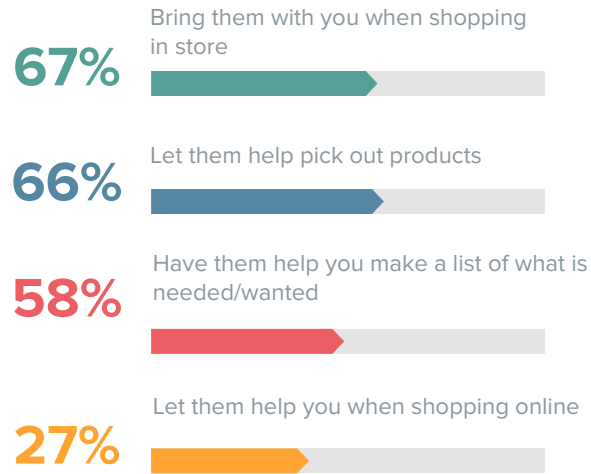 Bring them with you when shopping
in store
67%
Let them help pick out products
66%
Have them help you make a list of what is
needed/wanted
58%
Let them help you when shopping online
27%